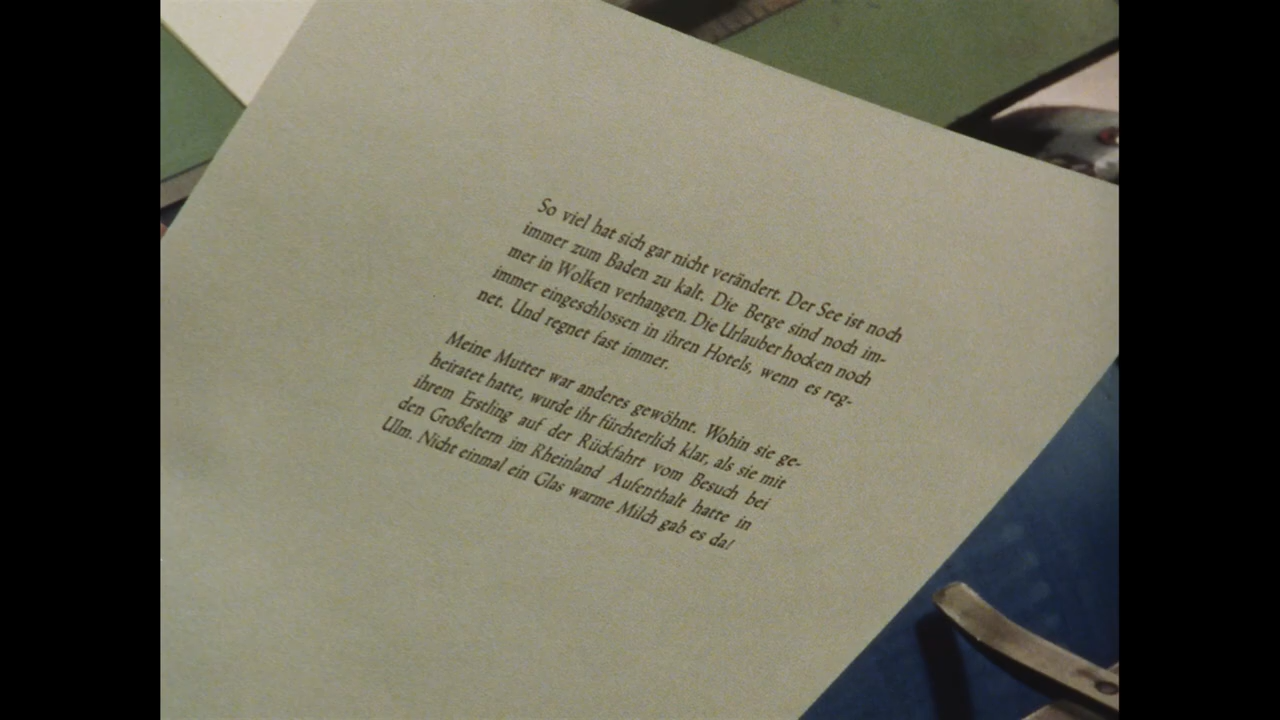 So viel hat sich gar nicht verändert. Der See ist noch
immer zum Baden zu kalt. Die Berge sind noch im-
mer in Wolken verhangen. Die Urlauber hocken noch
immer eingeschlossen in ihren Hotels, wenn es reg-
net. Und regnet fast immer.
Meine Mutter war anderes gewöhnt. Wohin sie ge-
heiratet hatte, wurde ihr fürchterlich klar, als sie mit
ihrem Erstling auf der Rückfahrt vom Besuch bei
den Großeltern im Rheinland Aufenthalt hatte in
Ulm. Nicht einmal ein Glas warme Milch gab es da!